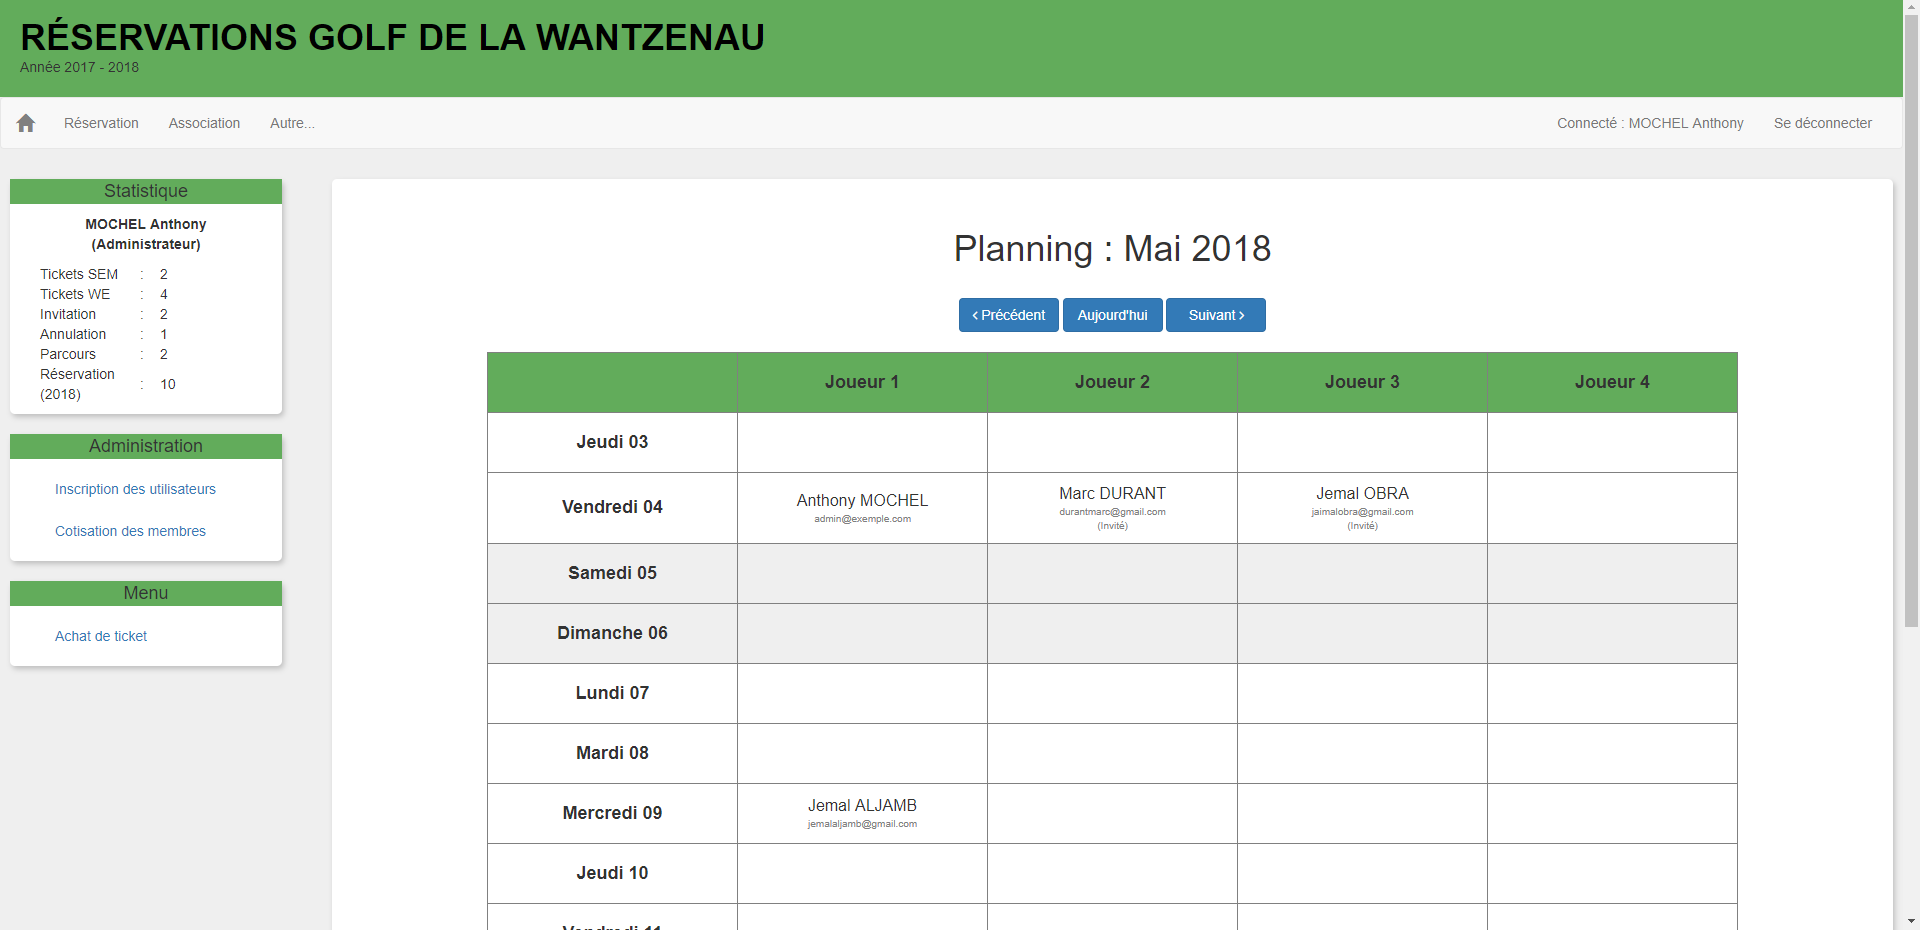 RÉSERVATIONS GOLF DE LA WANTZENAU
Année 2017 - 2018
Réservation Association Autre... Connecté : MOCHEL Anthony Se déconnecter
Statistique
MOCHEL Anthony
(Administrateur)
Tickets SEM : 2
Tickets WE : 4
Invitation : 2
Annulation : 1
Parcours : 2
Réservation
(2018) : 10
Administration
Inscription des utilisateurs
Cotisation des membres
Menu
Achat de ticket
Planning : Mai 2018
‹ Précédent Aujourd'hui Suivant ›
Joueur 1 Joueur 2 Joueur 3 Joueur 4
Jeudi 03
Vendredi 04
Anthony MOCHEL
admin@exemple.com
Marc DURANT
durantmarc@gmail.com
(Invité)
Jemal OBRA
jaimalobra@gmail.com
(Invité)
Samedi 05
Dimanche 06
Lundi 07
Mardi 08
Mercredi 09
Jemal ALJAMB
jemalaljamb@gmail.com
Jeudi 10
Vendredi 11